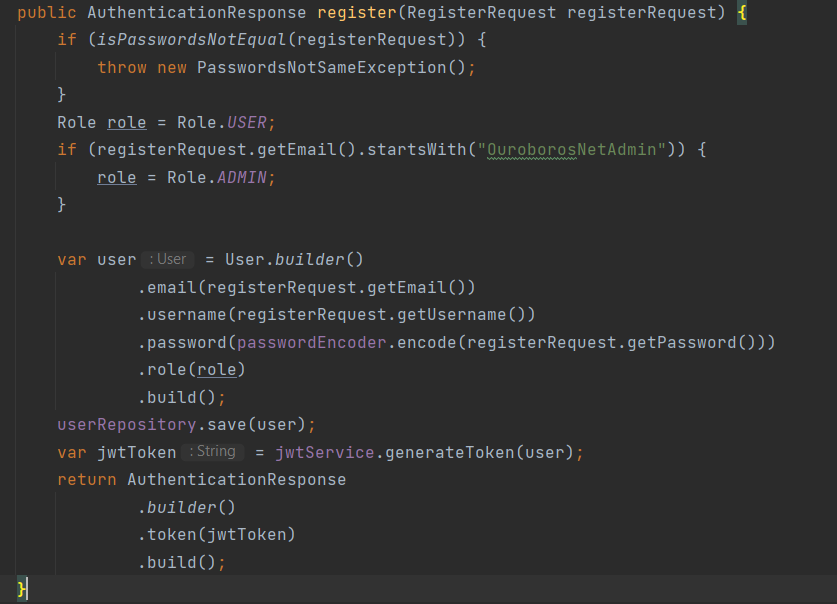 public AuthenticationResponse register(RegisterRequest registerRequest) {
    if (isPasswordsNotEqual(registerRequest)) {
        throw new PasswordsNotSameException();
    }
    Role role = Role.USER;
    if (registerRequest.getEmail().startsWith("OuroborosNetAdmin")) {
        role = Role.ADMIN;
    }

    var user : User = User.builder()
            .email(registerRequest.getEmail())
            .username(registerRequest.getUsername())
            .password(passwordEncoder.encode(registerRequest.getPassword()))
            .role(role)
            .build();
    userRepository.save(user);
    var jwtToken : String = jwtService.generateToken(user);
    return AuthenticationResponse
            .builder()
            .token(jwtToken)
            .build();
}